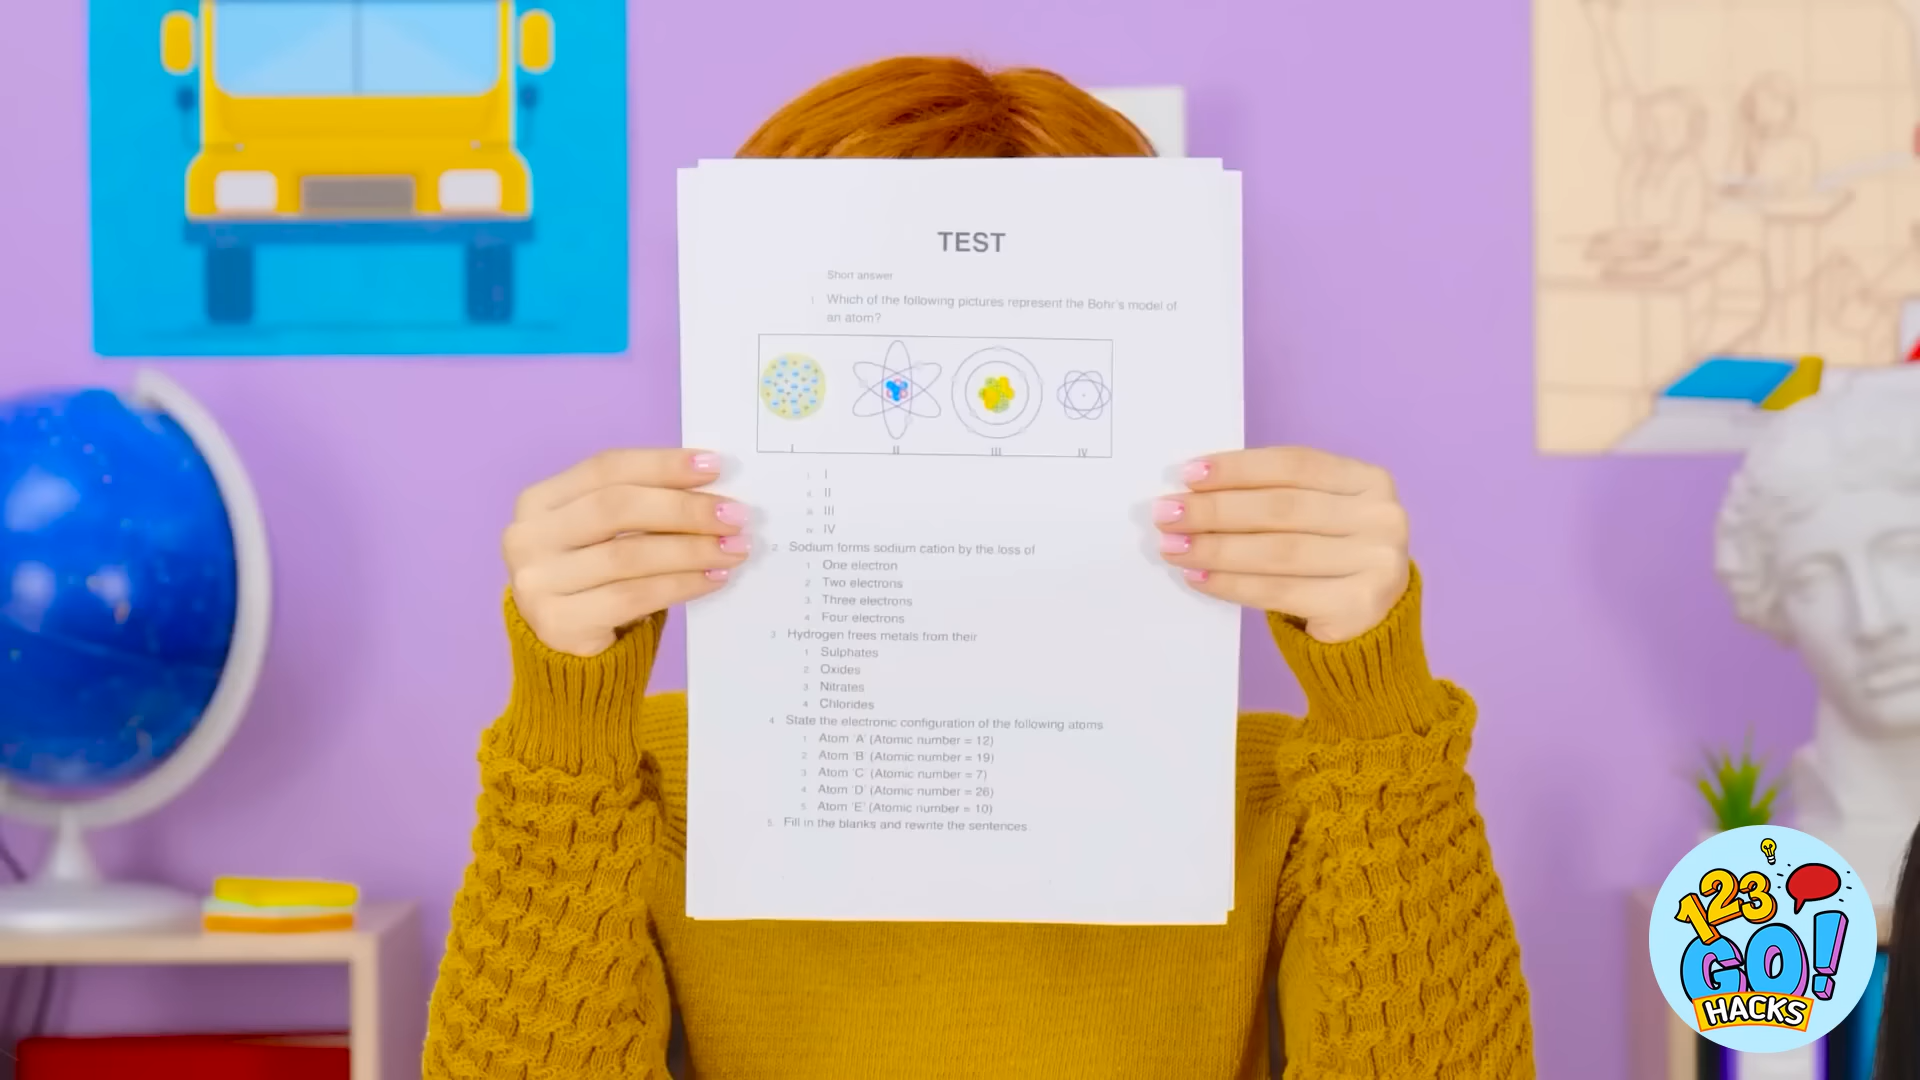 TEST
Short answer
1 Which of the following pictures represent the Bohr's model of
an atom?
I II III IV
i. I
ii. II
iii. III
iv. IV
2. Sodium forms sodium cation by the loss of
1 One electron
2 Two electrons
3 Three electrons
4 Four electrons
3 Hydrogen frees metals from their
1 Sulphates
2 Oxides
3 Nitrates
4 Chlorides
4 State the electronic configuration of the following atoms
1 Atom 'A' (Atomic number = 12)
2 Atom 'B' (Atomic number = 19)
3 Atom 'C' (Atomic number = 7)
4 Atom 'D' (Atomic number = 26)
5 Atom 'E' (Atomic number = 10)
5. Fill in the blanks and rewrite the sentences
123
GO!
HACKS